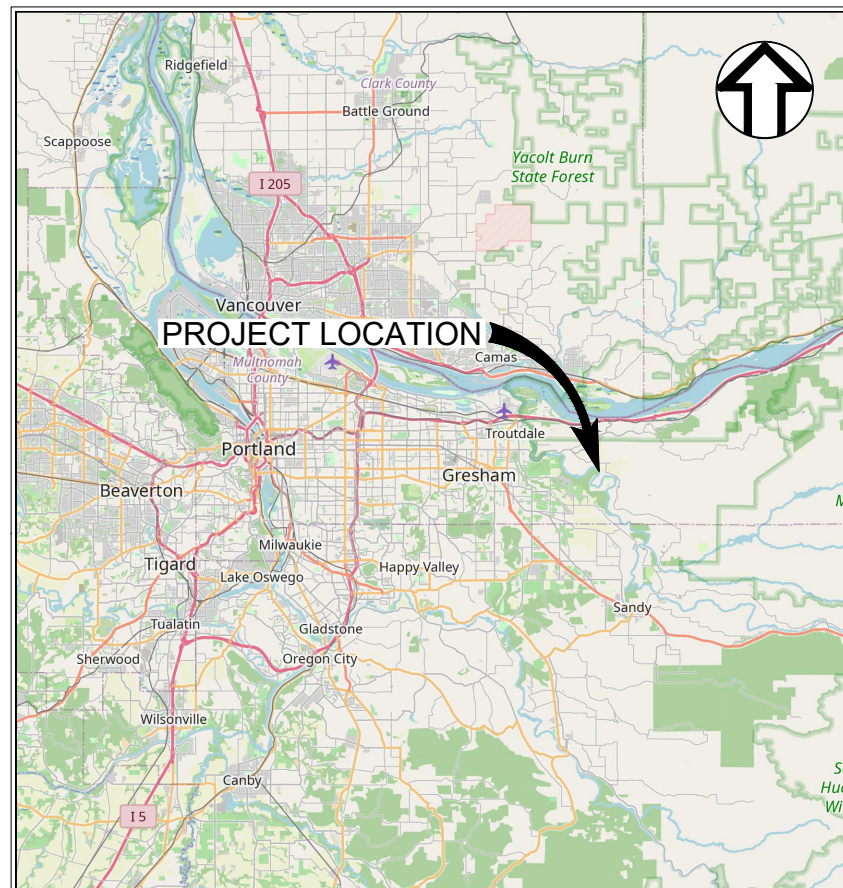 Ridgefield
Clark County
Battle Ground
Scappoose
Yacolt Burn
State Forest
I 205
Vancouver
PROJECT LOCATION
Camas
Multnomah
County
Troutdale
Portland
Gresham
Beaverton
Milwaukie
Tigard
Happy Valley
Lake Oswego
Sandy
Tualatin
Gladstone
Sherwood
Oregon City
Wilsonville
Canby
I 5